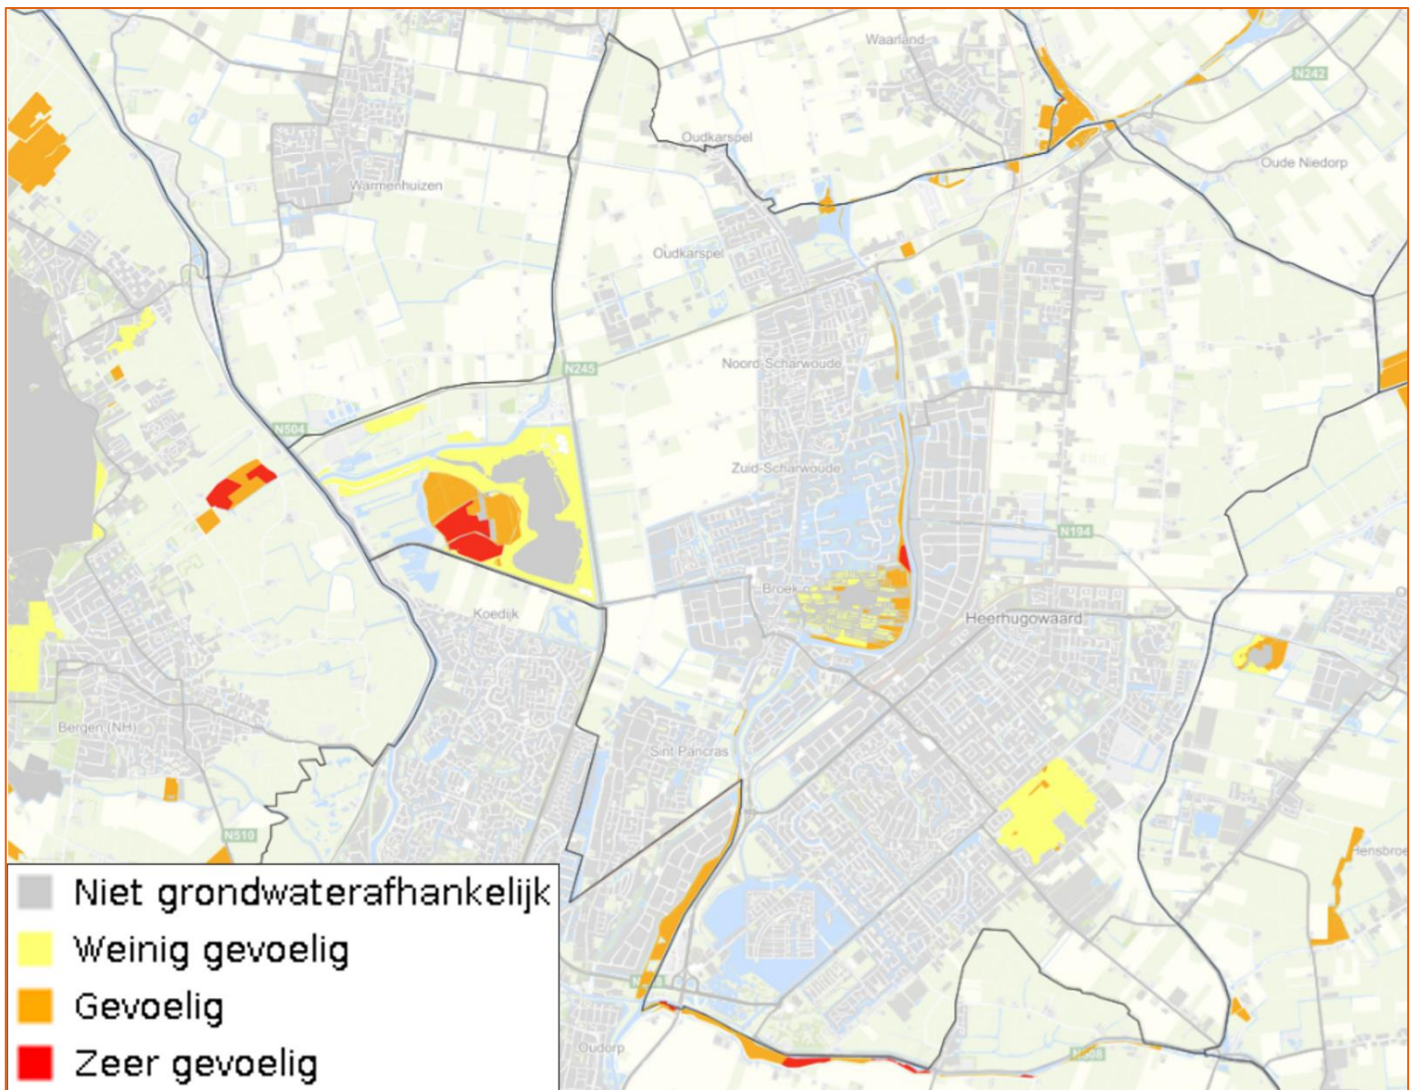 Waarland
N242
Oudkarspel
Oude Niedorp
Warmenhuizen
Oudkarspel
Noord-Scharwoude
N245
N504
Zuid-Scharwoude
N194
Broek
Koedijk
Heerhugowaard
Bergen (NH)
Sint Pancras
N510
Hensbroe
Niet grondwaterafhankelijk
Weinig gevoelig
Gevoelig
Oudorp
Zeer gevoelig